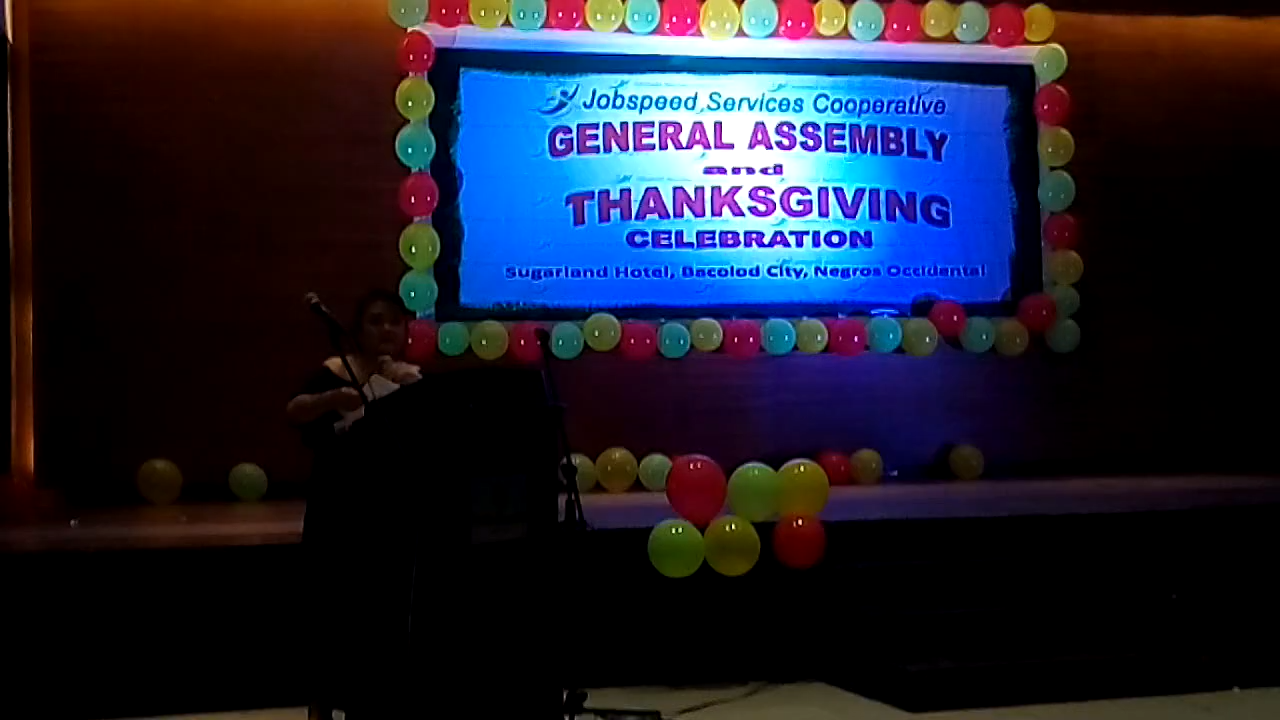 Jobspeed Services Cooperative
GENERAL ASSEMBLY
and
THANKSGIVING
CELEBRATION
Sugarland Hotel, Bacolod City, Negros Occidental